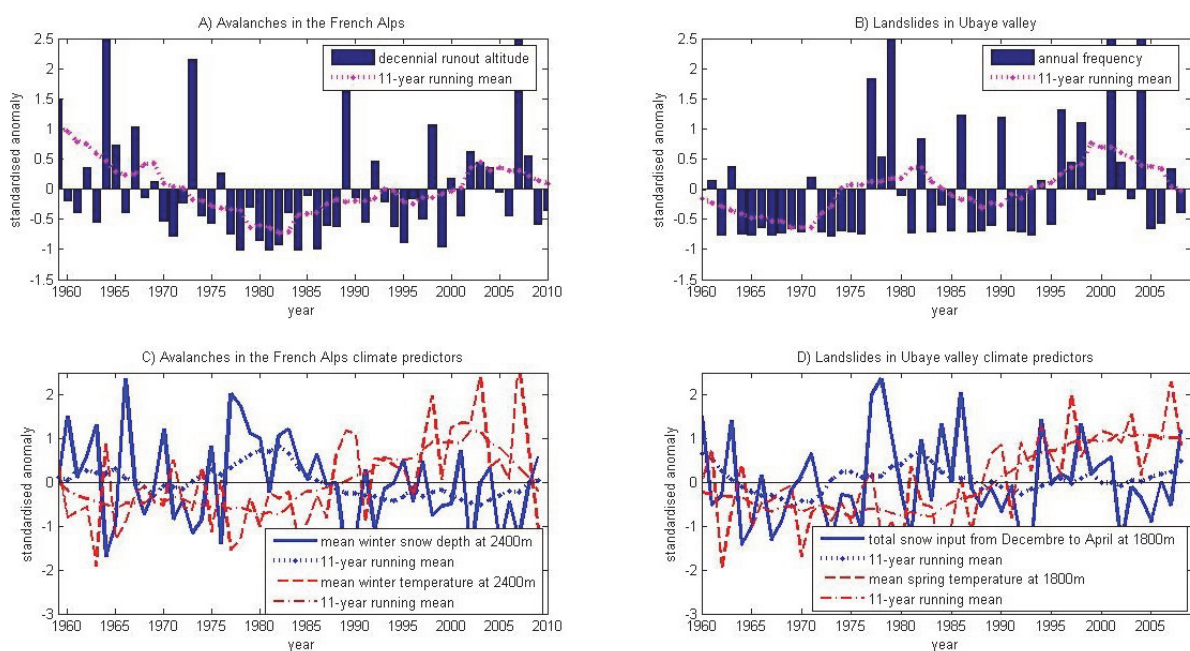 A) Avalanches in the French Alps
2.5
2
1.5
1
0.5
0
-0.5
-1
-1.5
standardised anomaly
decennial runout altitude
11-year running mean
1960 1965 1970 1975 1980 1985 1990 1995 2000 2005 2010
year
B) Landslides in Ubaye valley
2.5
2
1.5
1
0.5
0
-0.5
-1
-1.5
standardised anomaly
annual frequency
11-year running mean
1960 1965 1970 1975 1980 1985 1990 1995 2000 2005
year
C) Avalanches in the French Alps climate predictors
2
1
0
-1
-2
-3
standardised anomaly
mean winter snow depth at 2400m
11-year running mean
mean winter temperature at 2400m
11-year running mean
1960 1965 1970 1975 1980 1985 1990 1995 2000 2005 2010
year
D) Landslides in Ubaye valley climate predictors
2
1
0
-1
-2
-3
standardised anomaly
total snow input from Decembre to April at 1800m
11-year running mean
mean spring temperature at 1800m
11-year running mean
1960 1965 1970 1975 1980 1985 1990 1995 2000 2005
year